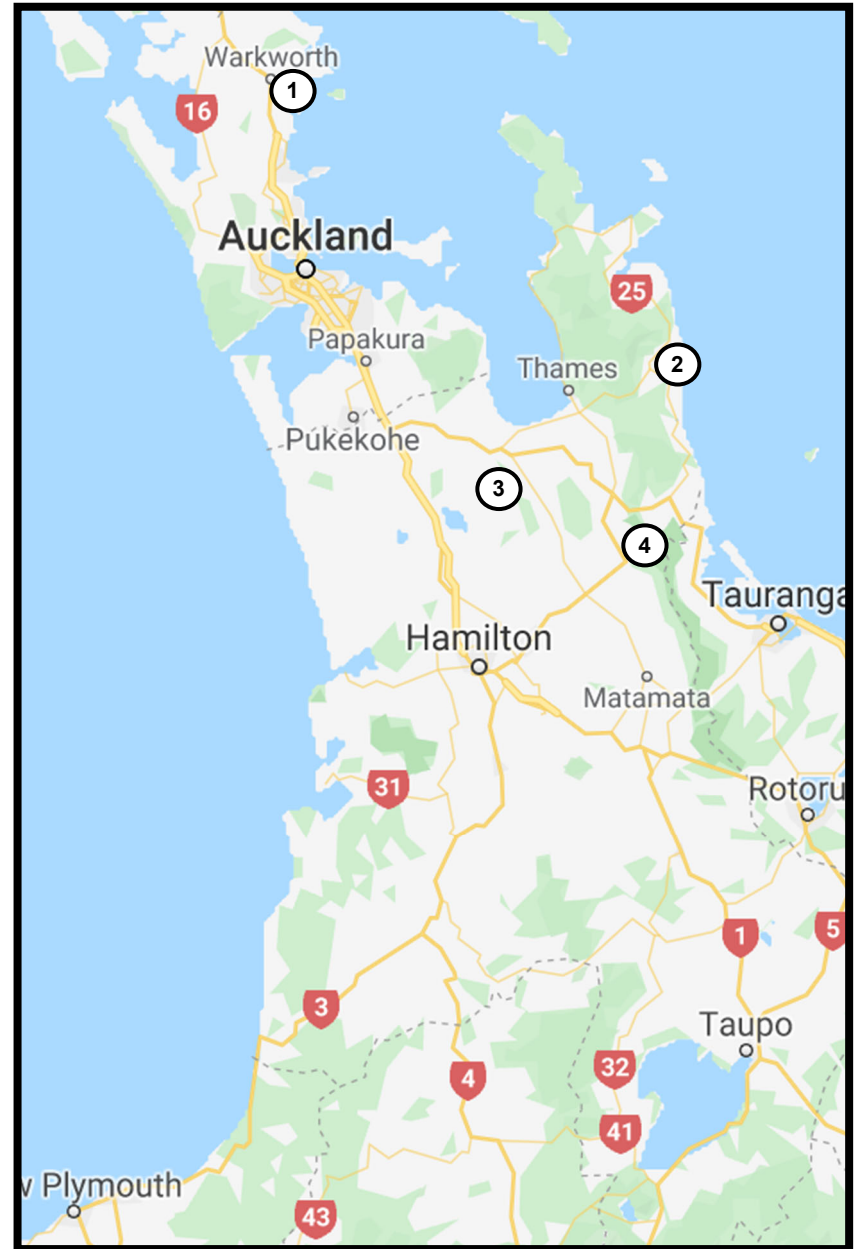 Warkworth
1
16
Auckland
25
Papakura
2
Thames
Pukekohe
3
4
Tauranga
Hamilton
Matamata
31
Rotoru
1
5
3
Taupo
32
4
41
w Plymouth
43